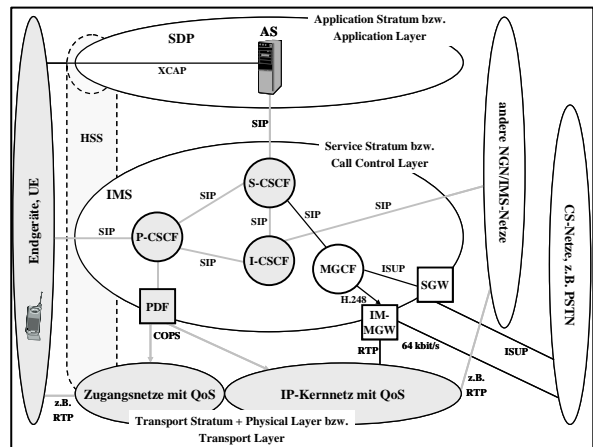 Application Stratum bzw.
Application Layer
SDP
AS
XCAP
HSS
SIP
Service Stratum bzw.
Call Control Layer
IMS
S-CSCF
SIP
SIP
SIP
SIP
P-CSCF
SIP
SIP
I-CSCF
MGCF
ISUP
SGW
H.248
PDF
IM-
MGW
COPS
RTP
64 kbit/s
ISUP
Zugangsnetze mit QoS
IP-Kernnetz mit QoS
z.B.
RTP
z.B.
RTP
Transport Stratum + Physical Layer bzw.
Transport Layer
Endgeräte, UE
andere NGN/IMS-Netze
CS-Netze, z.B. PSTN